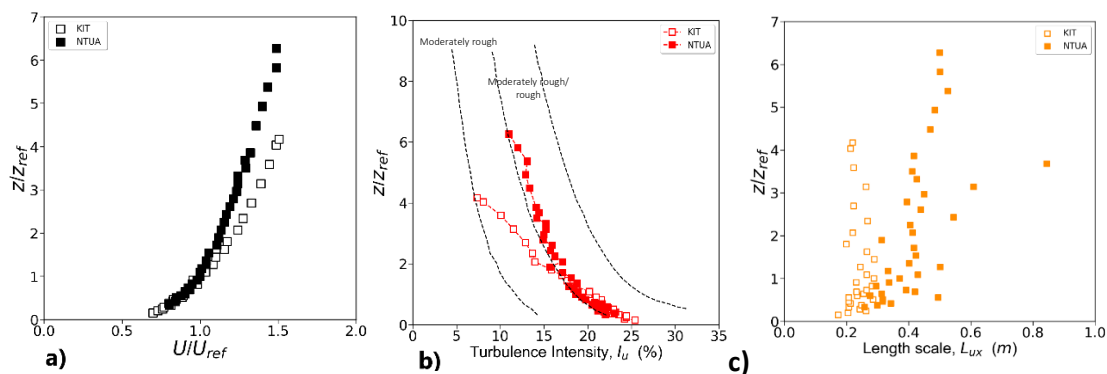 7
6
5
4
3
2
1
0
z/z_ref
KIT
NTUA
0.0
0.5
1.0
1.5
2.0
U/U_ref
a)
10
8
6
4
2
0
z/z_ref
Moderately rough
Moderately rough/
rough
KIT
NTUA
0
5
10
15
20
25
30
35
Turbulence Intensity, I_u (%)
b)
7
6
5
4
3
2
1
0
z/z_ref
KIT
NTUA
0.0
0.2
0.4
0.6
0.8
1.0
Length scale, L_ux (m)
c)